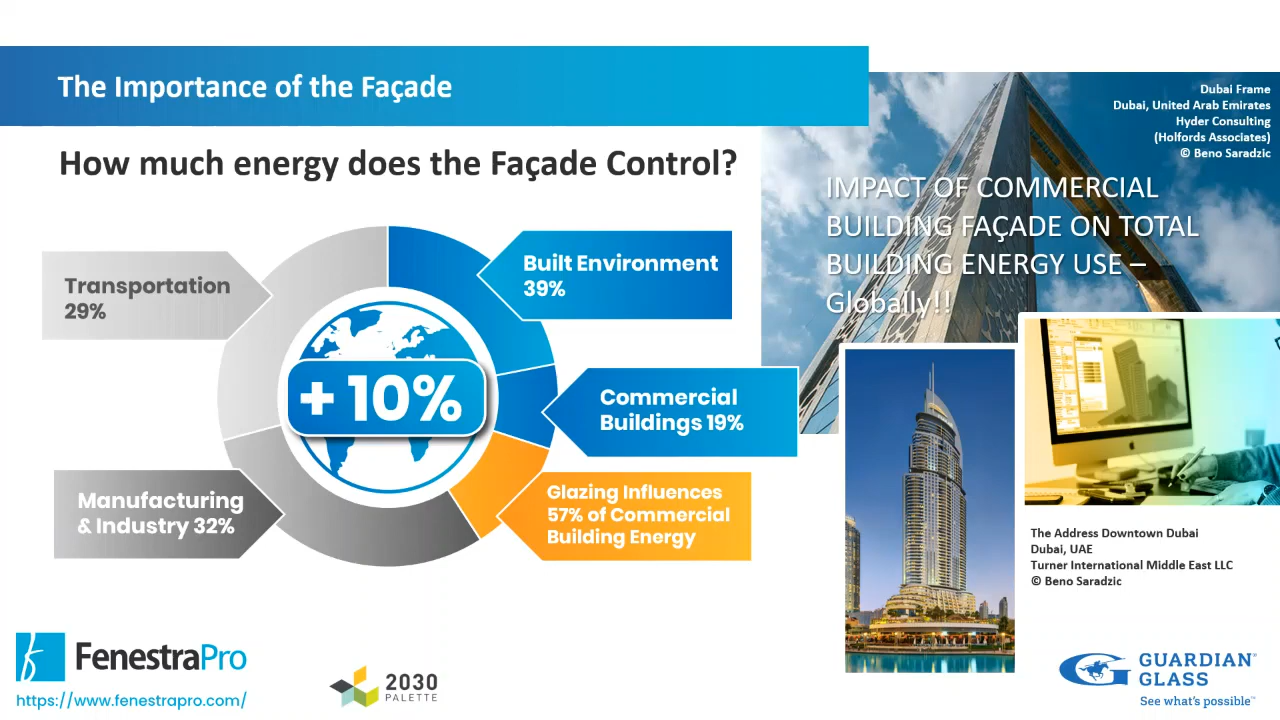 The Importance of the Façade
How much energy does the Façade Control?
Dubai Frame
Dubai, United Arab Emirates
Hyder Consulting
(Holfords Associates)
© Beno Saradzic
IMPACT OF COMMERCIAL
BUILDING FAÇADE ON TOTAL
BUILDING ENERGY USE –
Globally!!
Transportation
29%
Built Environment
39%
+ 10%
Commercial
Buildings 19%
Manufacturing
& Industry 32%
Glazing Influences
57% of Commercial
Building Energy
The Address Downtown Dubai
Dubai, UAE
Turner International Middle East LLC
© Beno Saradzic
FenestraPro
https://www.fenestrapro.com/
2030
PALETTE
GUARDIAN
GLASS
See what's possible™